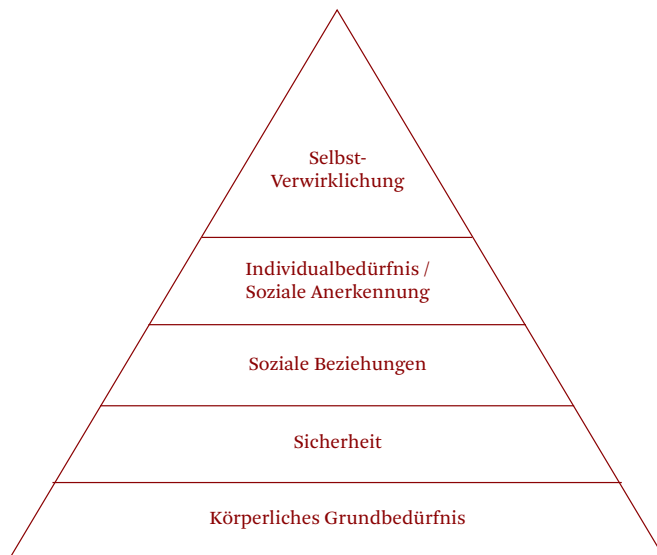 Selbst-
Verwirklichung
Individualbedürfnis /
Soziale Anerkennung
Soziale Beziehungen
Sicherheit
Körperliches Grundbedürfnis